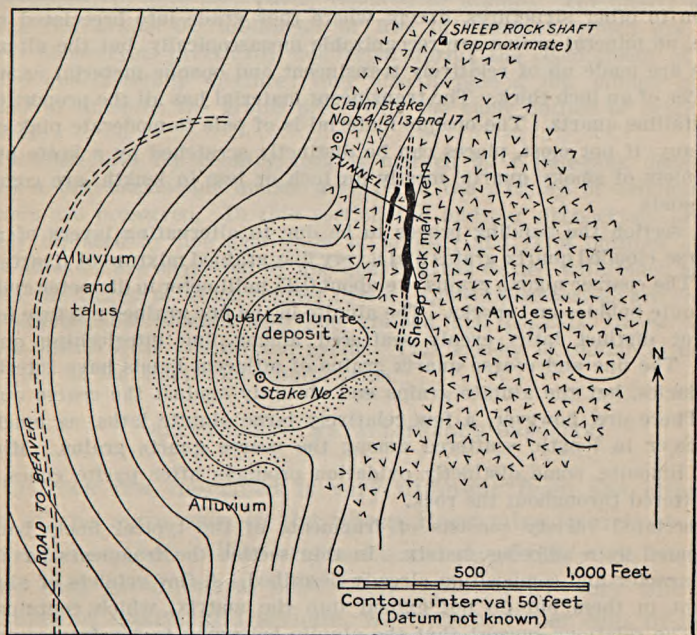 SHEEP ROCK SHAFT
(approximate)
Claim stake
Nos. 4, 12, 13 and 17
TUNNEL
Sheep Rock main vein
Alluvium
and
talus
Quartz-alunite
deposit
Andesite
Stake No. 2
N
Alluvium
ROAD TO BEAVER
0 500 1,000 Feet
Contour interval 50 feet
(Datum not known)